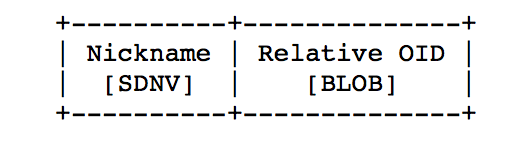 +----------+--------------+
| Nickname | Relative OID |
|  [SDNV]  |    [BLOB]    |
+----------+--------------+